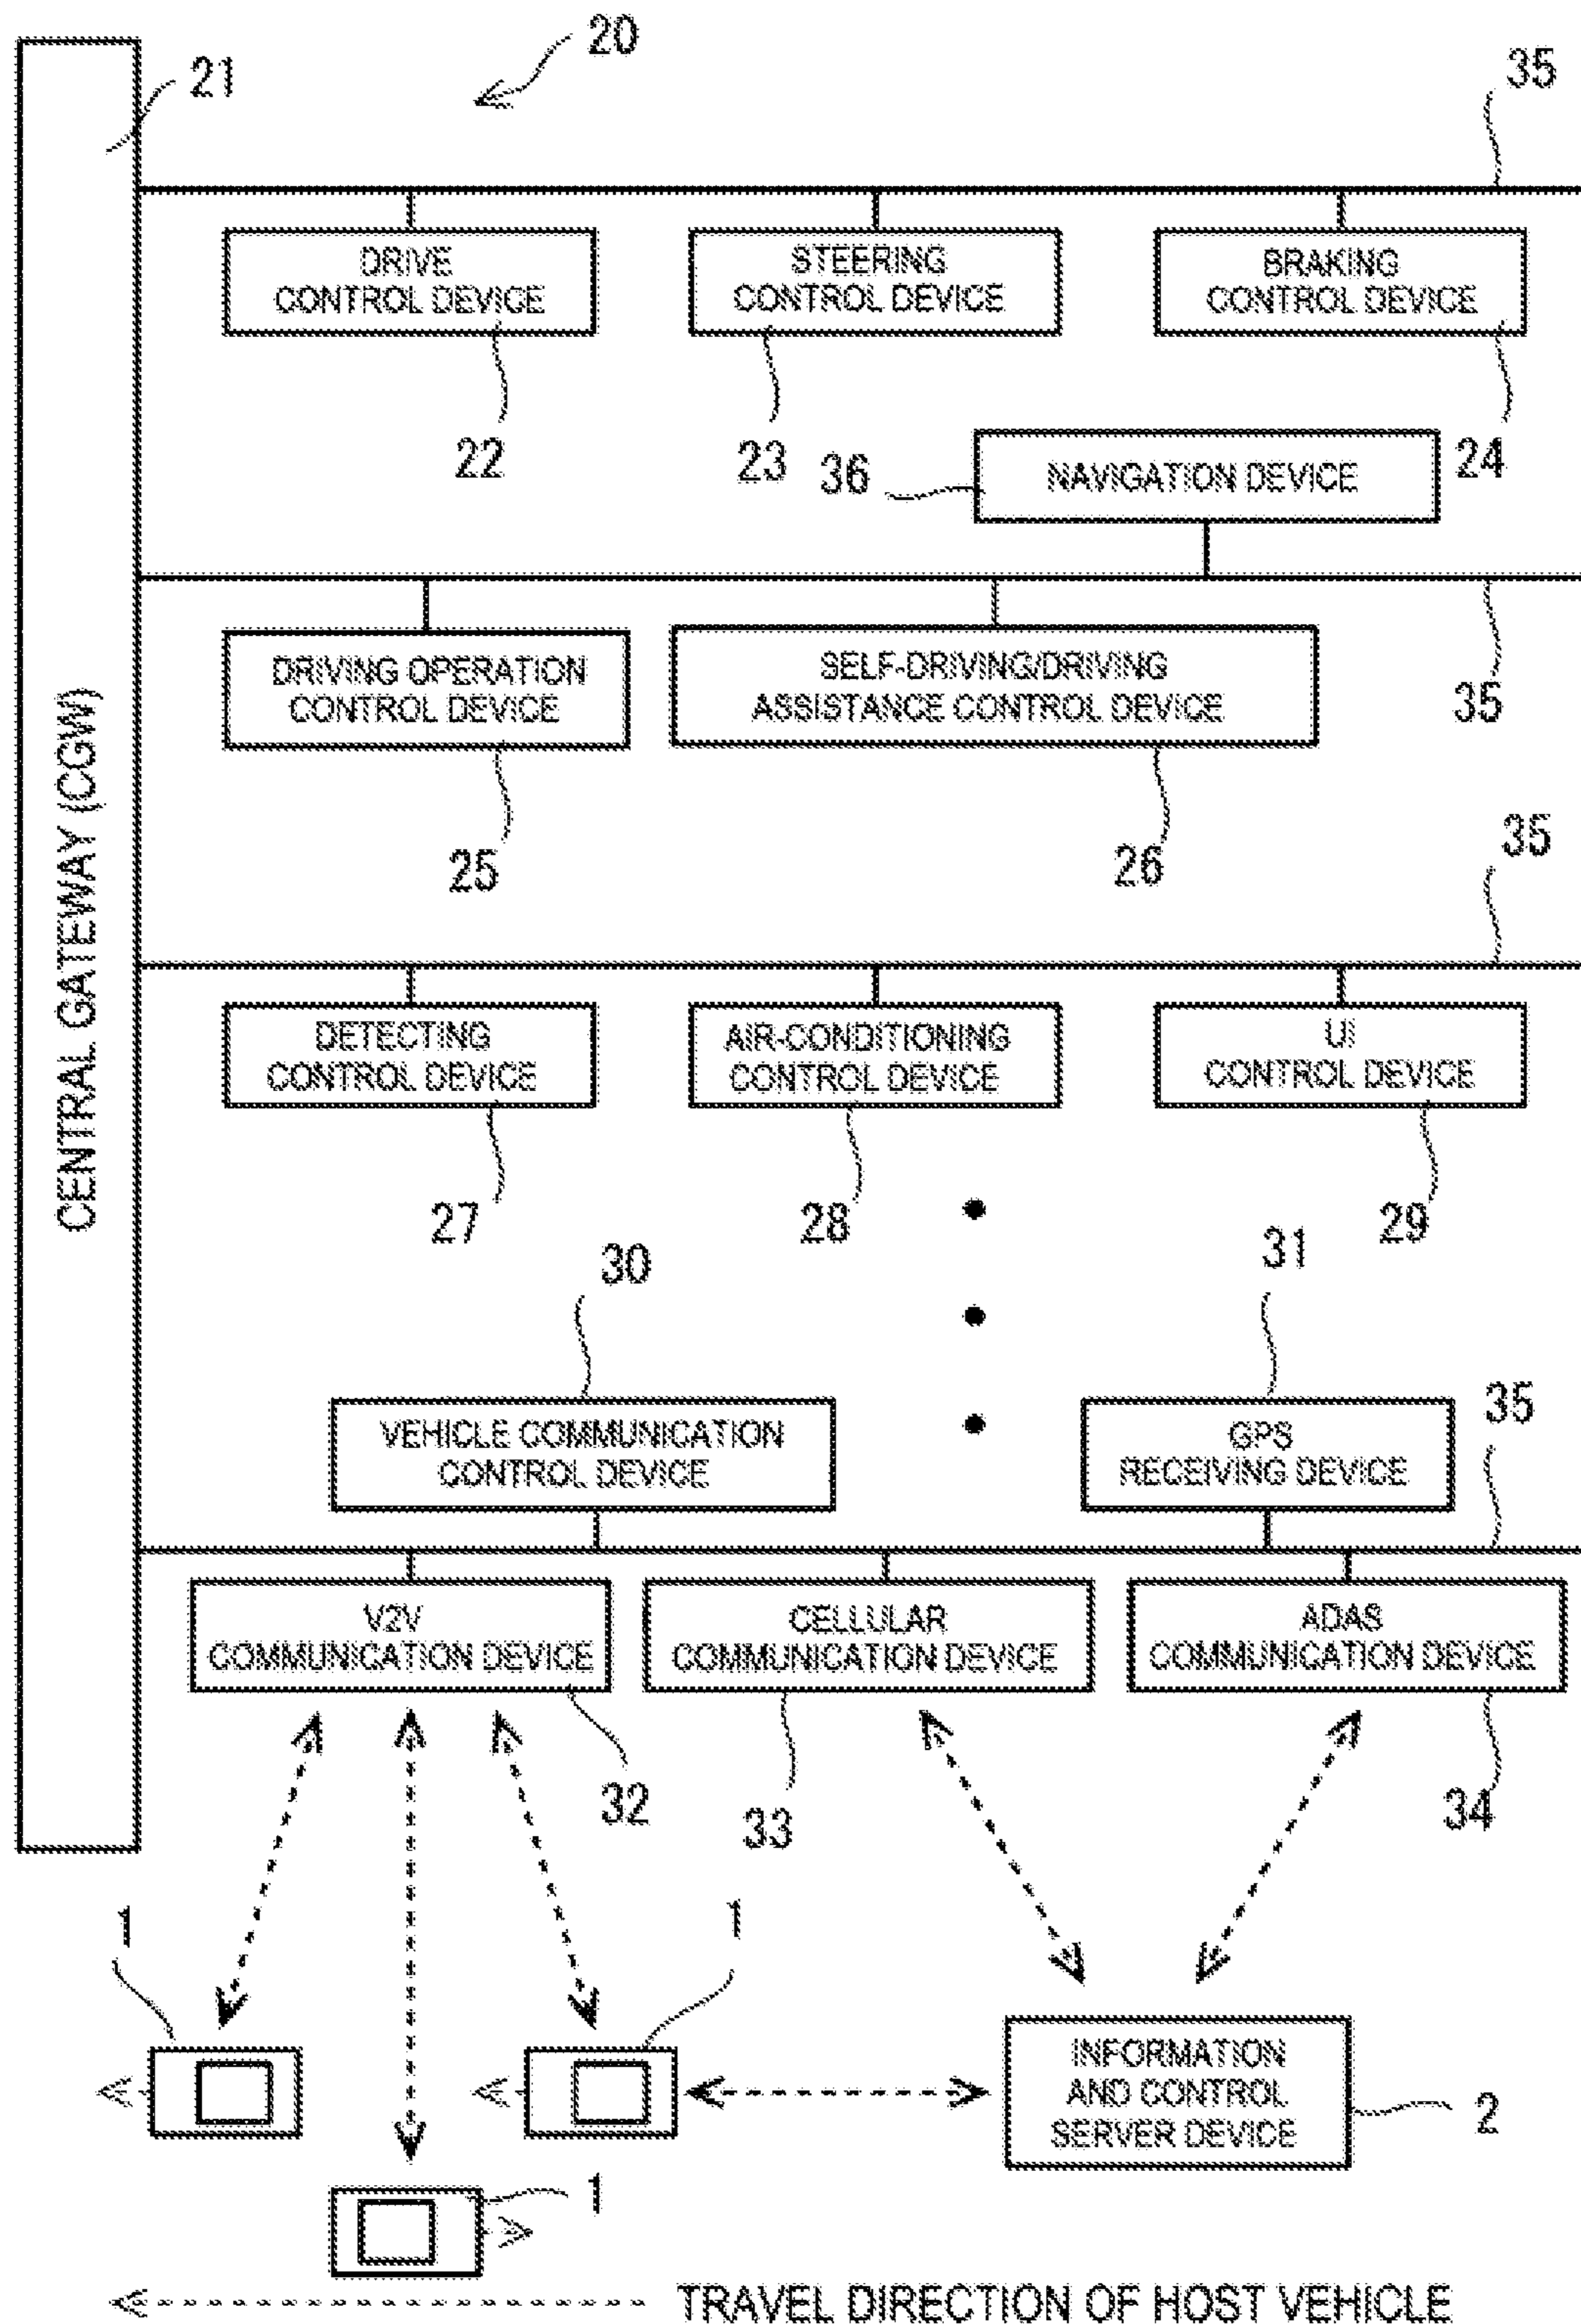 20
21
35
DRIVE
CONTROL DEVICE
STEERING
CONTROL DEVICE
BRAKING
CONTROL DEVICE
22
23
24
36
NAVIGATION DEVICE
DRIVING OPERATION
CONTROL DEVICE
SELF-DRIVING/DRIVING
ASSISTANCE CONTROL DEVICE
35
25
26
35
CENTRAL GATEWAY (CGW)
DETECTING
CONTROL DEVICE
AIR-CONDITIONING
CONTROL DEVICE
UI
CONTROL DEVICE
27
28
29
30
31
VEHICLE COMMUNICATION
CONTROL DEVICE
GPS
RECEIVING DEVICE
35
V2V
COMMUNICATION DEVICE
CELLULAR
COMMUNICATION DEVICE
ADAS
COMMUNICATION DEVICE
32
33
34
1
1
INFORMATION
AND CONTROL
SERVER DEVICE
2
1
TRAVEL DIRECTION OF HOST VEHICLE